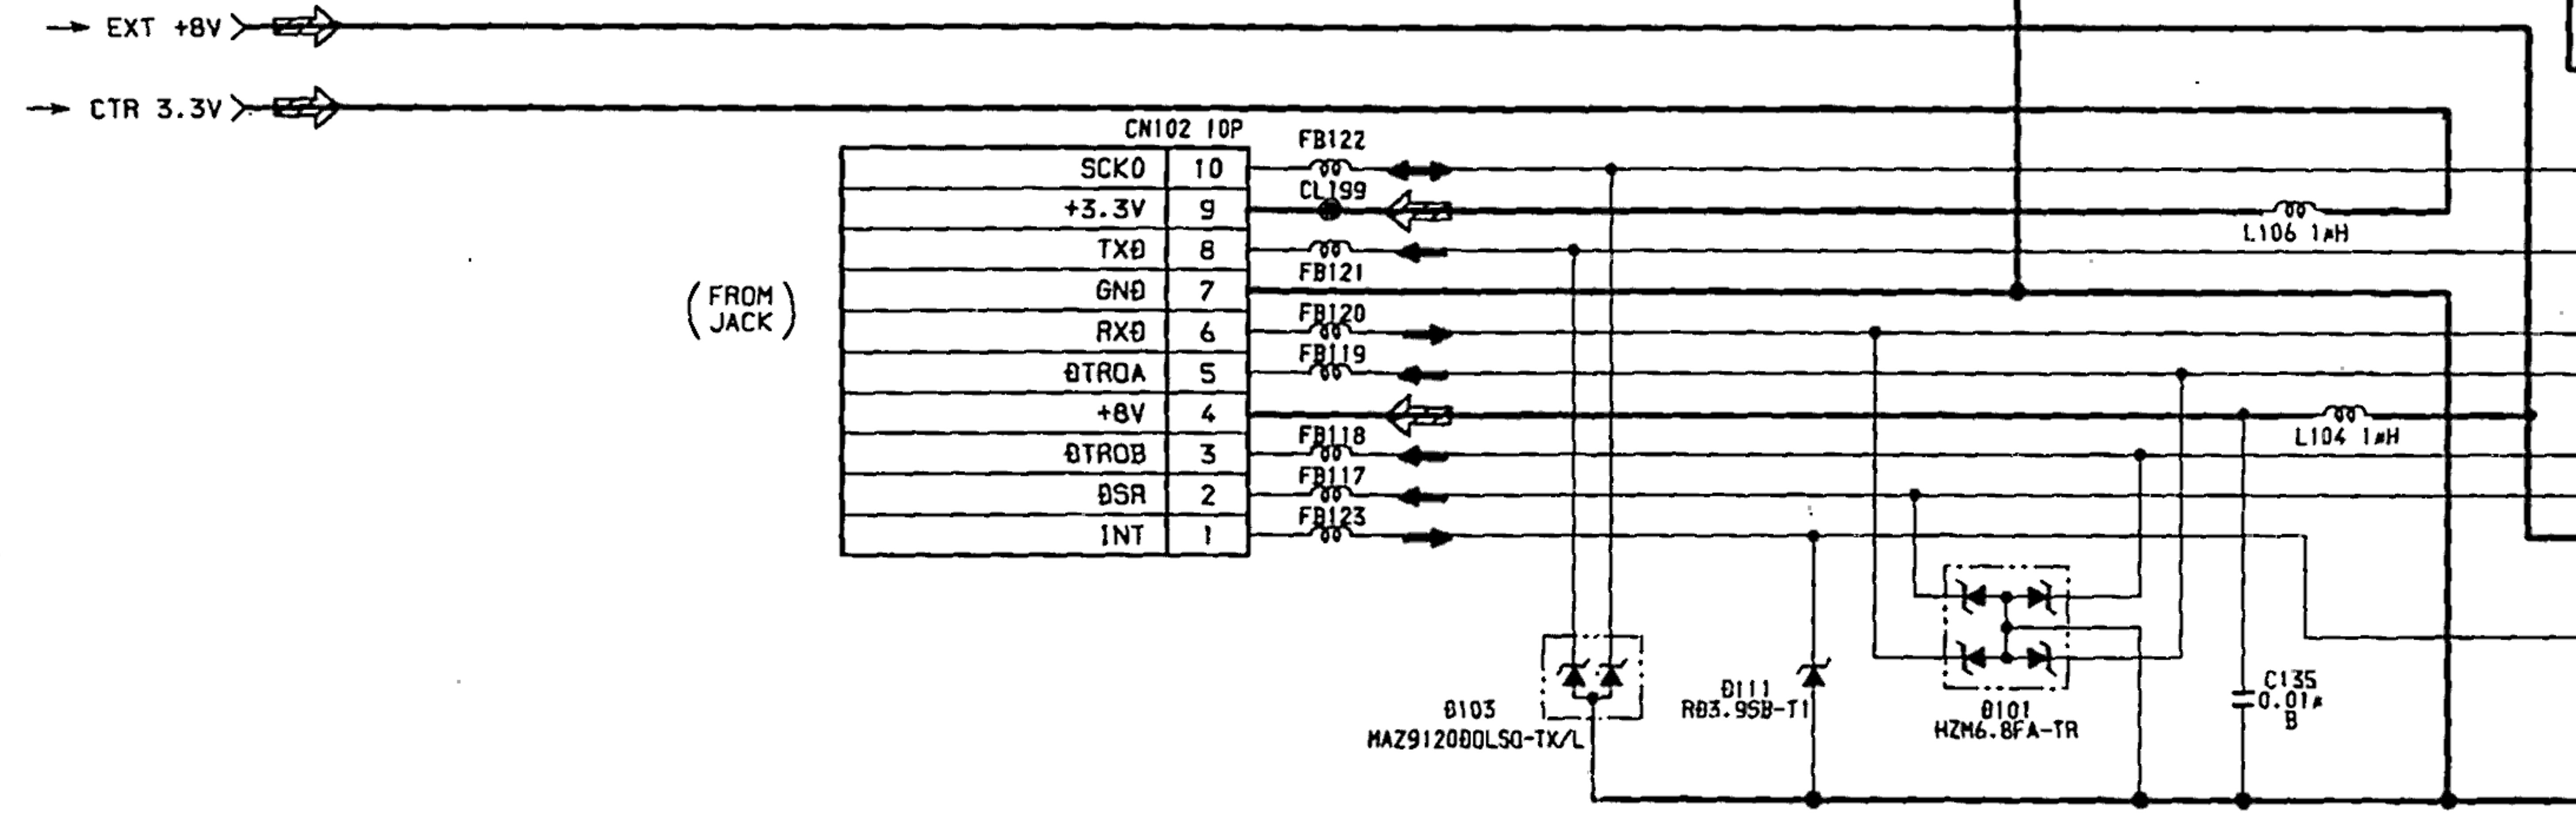 → EXT +8V
→ CTR 3.3V
CN102 10P
SCKO 10 FB122
+3.3V 9 CL199
TXD 8 FB121
GND 7
RXD 6 FB120
DTROA 5 FB119
+8V 4
DTROB 3 FB118
DSR 2 FB117
INT 1 FB123
(FROM
JACK)
L106 1μH
L104 1μH
D103
MAZ9120D0LSO-TX/L
D111
RD3.9SB-T1
D101
HZM6.8FA-TR
C135
0.01μ
B